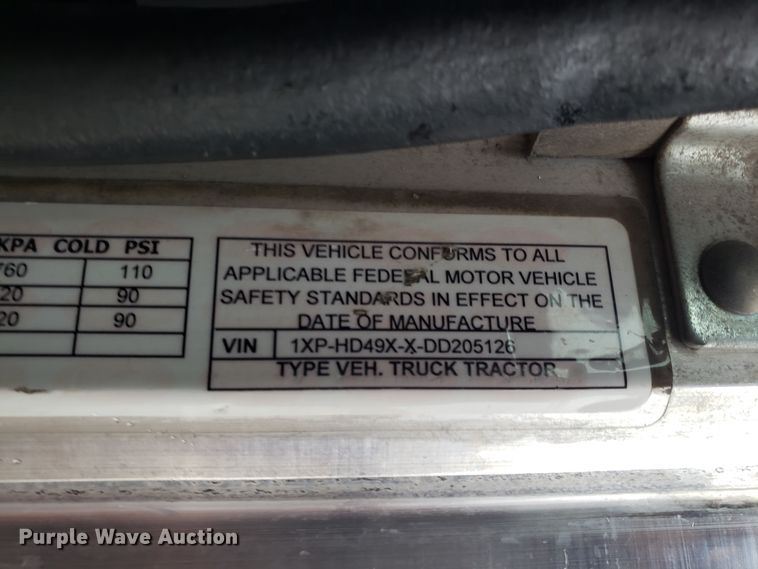 KPA COLD PSI
760 110
20 90
20 90
THIS VEHICLE CONFORMS TO ALL
APPLICABLE FEDERAL MOTOR VEHICLE
SAFETY STANDARDS IN EFFECT ON THE
DATE OF MANUFACTURE
VIN 1XP-HD49X-X-DD205126
TYPE VEH. TRUCK TRACTOR
Purple Wave Auction